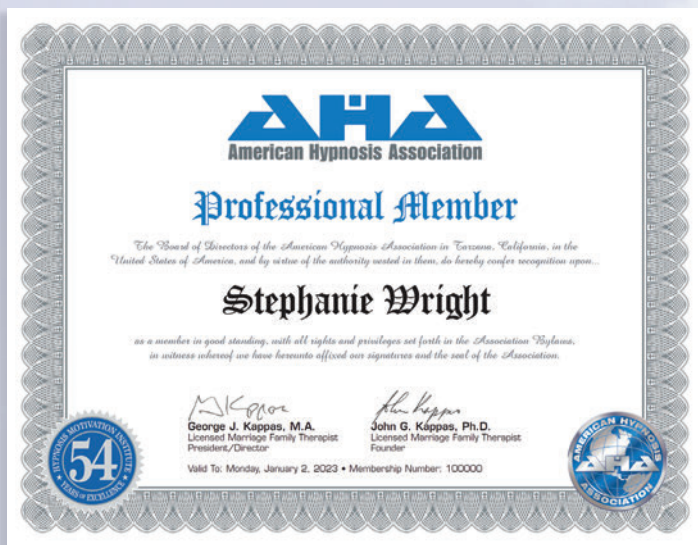 AHA
American Hypnosis Association
Professional Member
The Board of Directors of the American Hypnosis Association in Tarzana, California, in the
United States of America, and by virtue of the authority vested in them, do hereby confer recognition upon...
Stephanie Wright
as a member in good standing, with all rights and privileges set forth in the Association Bylaws,
in witness whereof we have hereunto affixed our signatures and the seal of the Association.
George J. Kappas, M.A.
Licensed Marriage Family Therapist
President/Director
John G. Kappas, Ph.D.
Licensed Marriage Family Therapist
Founder
Valid To: Monday, January 2, 2023 • Membership Number: 100000
HYPNOSIS MOTIVATION INSTITUTE
54
YEARS OF EXCELLENCE
AMERICAN HYPNOSIS
AHA
ASSOCIATION